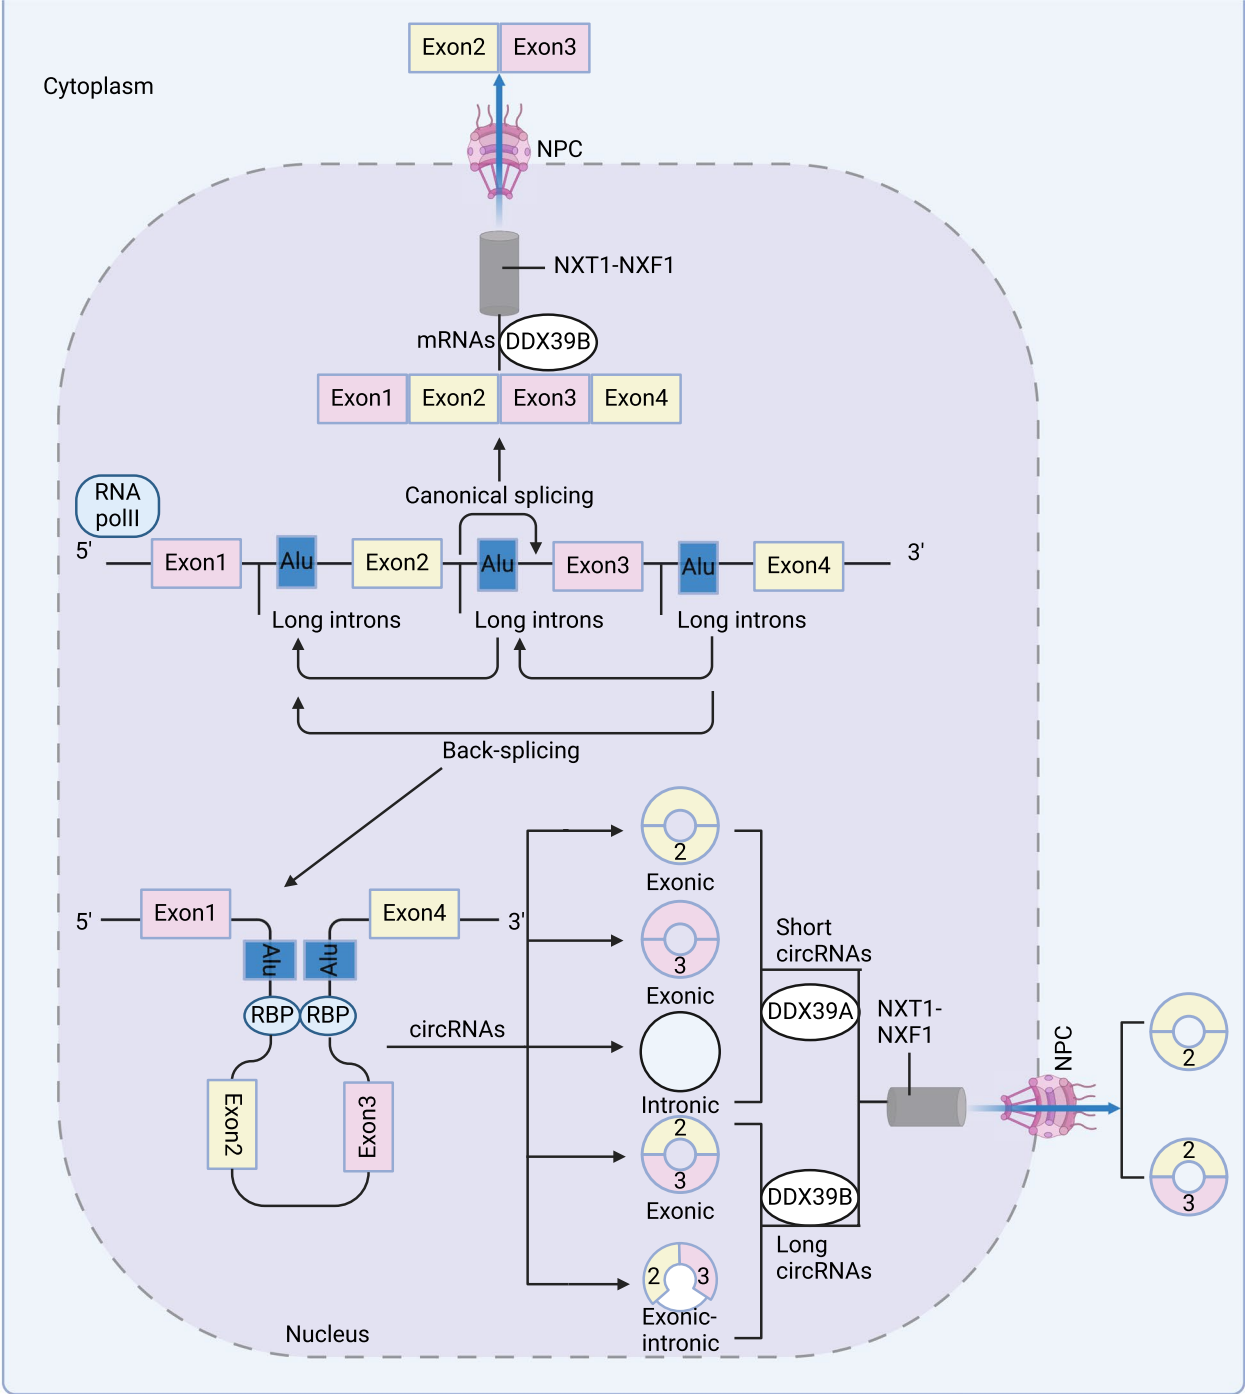 Exon2 Exon3
Cytoplasm
NPC
NXT1-NXF1
mRNAs DDX39B
Exon1 Exon2 Exon3 Exon4
Canonical splicing
RNA
polII
5' Exon1 Alu Exon2 Alu Exon3 Alu Exon4 3'
Long introns Long introns Long introns
Back-splicing
2
Exonic
5' Exon1 Exon4 3'
Alu Alu
RBP RBP
Exon2 Exon3
circRNAs
3
Exonic
Intronic
2
3
Exonic
2 3
Exonic-
intronic
Short
circRNAs
DDX39A
DDX39B
Long
circRNAs
NXT1-
NXF1
NPC
2
2
3
Nucleus